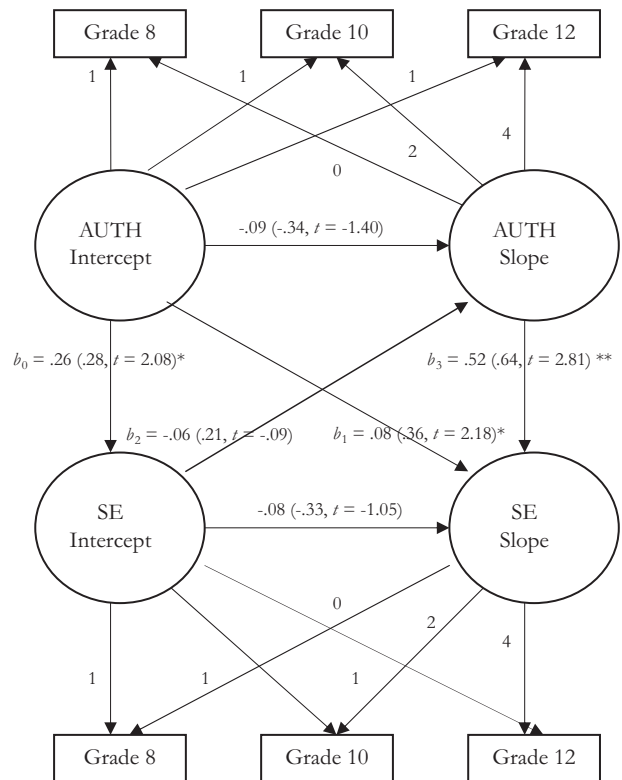 Grade 8
Grade 10
Grade 12
1
1
1
4
2
0
AUTH
Intercept
-.09 (-.34, t = -1.40)
AUTH
Slope
b0 = .26 (.28, t = 2.08)*
b3 = .52 (.64, t = 2.81) **
b2 = -.06 (.21, t = -.09)
b1 = .08 (.36, t = 2.18)*
SE
Intercept
-.08 (-.33, t = -1.05)
SE
Slope
0
2
4
1
1
1
Grade 8
Grade 10
Grade 12